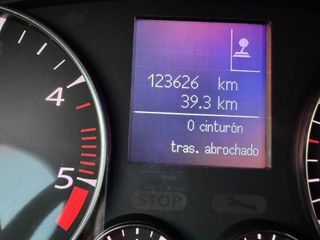 4
123626 km
39.3 km
0 cinturón
tras. abrochado
5
STOP